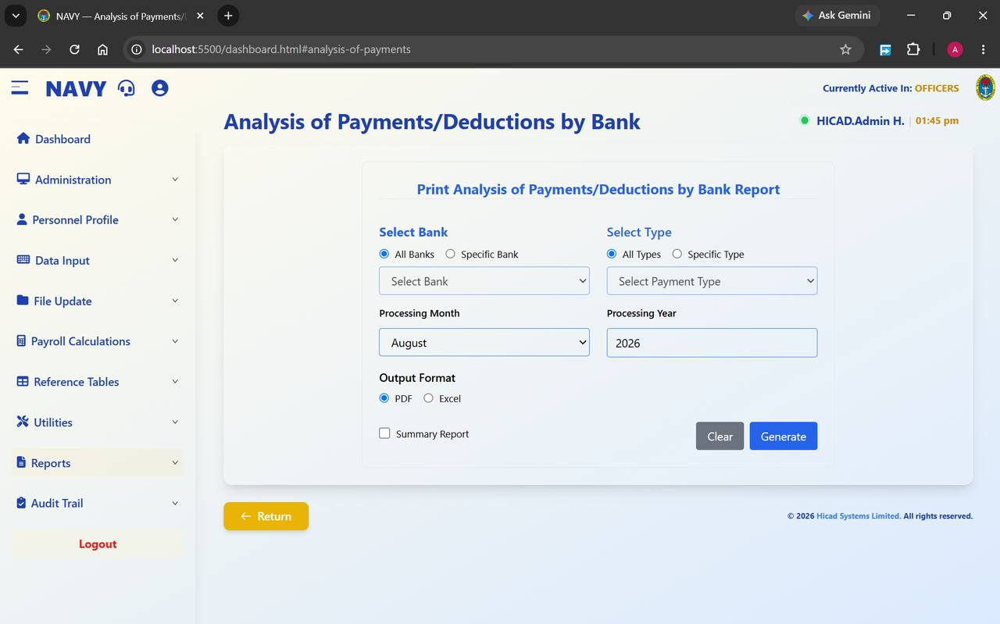 NAVY — Analysis of Payments/
Ask Gemini
localhost:5500/dashboard.html#analysis-of-payments
A
NAVY
Currently Active In: OFFICERS
Analysis of Payments/Deductions by Bank
HICAD.Admin H. | 01:45 pm
Dashboard
Administration
Personnel Profile
Data Input
File Update
Payroll Calculations
Reference Tables
Utilities
Reports
Audit Trail
Logout
Print Analysis of Payments/Deductions by Bank Report
Select Bank
Select Type
All Banks Specific Bank
All Types Specific Type
Select Bank
Select Payment Type
Processing Month
Processing Year
August
2026
Output Format
PDF Excel
Summary Report
Clear
Generate
Return
© 2026 Hicad Systems Limited. All rights reserved.